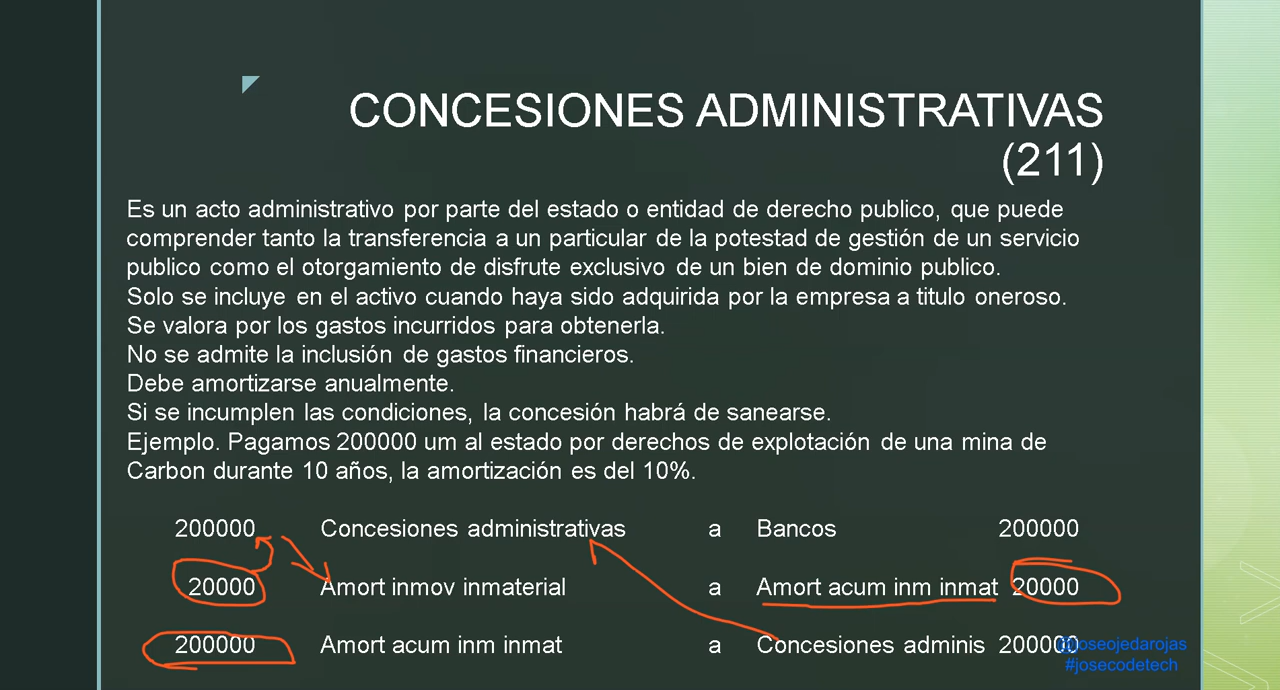 CONCESIONES ADMINISTRATIVAS
(211)
Es un acto administrativo por parte del estado o entidad de derecho publico, que puede
comprender tanto la transferencia a un particular de la potestad de gestión de un servicio
publico como el otorgamiento de disfrute exclusivo de un bien de dominio publico.
Solo se incluye en el activo cuando haya sido adquirida por la empresa a titulo oneroso.
Se valora por los gastos incurridos para obtenerla.
No se admite la inclusión de gastos financieros.
Debe amortizarse anualmente.
Si se incumplen las condiciones, la concesión habrá de sanearse.
Ejemplo. Pagamos 200000 um al estado por derechos de explotación de una mina de
Carbon durante 10 años, la amortización es del 10%.
200000 Concesiones administrativas a Bancos 200000
20000 Amort inmov inmaterial a Amort acum inm inmat 20000
200000 Amort acum inm inmat a Concesiones adminis 200000
@joseojedarojas
#josecodetech